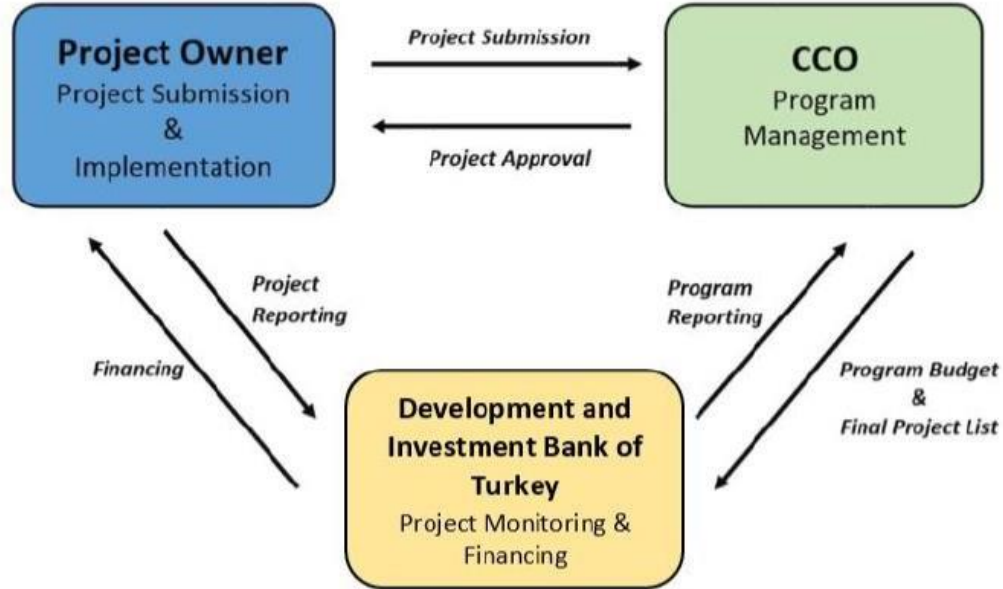 Project Owner
Project Submission
&
Implementation
Project Submission
Project Approval
CCO
Program
Management
Financing
Project
Reporting
Program
Reporting
Program Budget
&
Final Project List
Development and
Investment Bank of
Turkey
Project Monitoring &
Financing